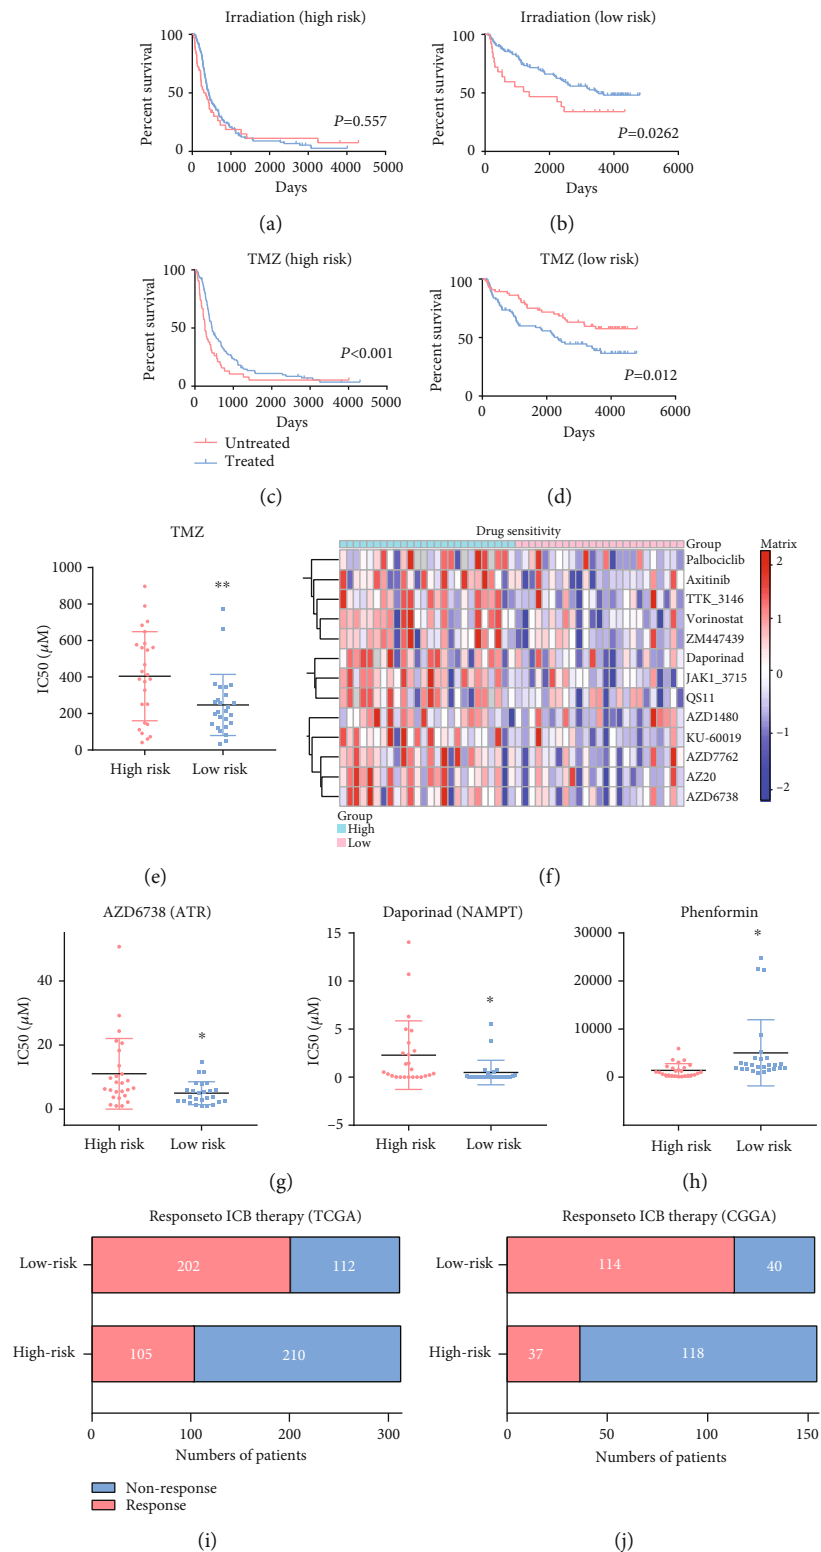 Irradiation (high risk)
Percent survival
100
50
0
P=0.557
0 1000 2000 3000 4000 5000
Days
(a)
Irradiation (low risk)
Percent survival
100
50
0
P=0.0262
0 2000 4000 6000
Days
(b)
TMZ (high risk)
Percent survival
100
50
0
P<0.001
0 1000 2000 3000 4000 5000
Days
Untreated
Treated
(c)
TMZ (low risk)
Percent survival
100
50
0
P=0.012
0 2000 4000 6000
Days
(d)
TMZ
IC50 (μM)
1000
800
600
400
200
0
**
High risk Low risk
(e)
Drug sensitivity
Group
Palbociclib
Axitinib
TTK_3146
Vorinostat
ZM447439
Daporinad
JAK1_3715
QS11
AZD1480
KU-60019
AZD7762
AZ20
AZD6738
Matrix
2
1
0
−1
−2
Group
High
Low
(f)
AZD6738 (ATR)
IC50 (μM)
40
20
0
*
High risk Low risk
Daporinad (NAMPT)
IC50 (μM)
15
10
5
0
−5
*
High risk Low risk
(g)
Phenformin
30000
20000
10000
0
*
High risk Low risk
(h)
Responseto ICB therapy (TCGA)
Low-risk 202 112
High-risk 105 210
0 100 200 300
Numbers of patients
Non-response
Response
(i)
Responseto ICB therapy (CGGA)
Low-risk 114 40
High-risk 37 118
0 50 100 150
Numbers of patients
(j)